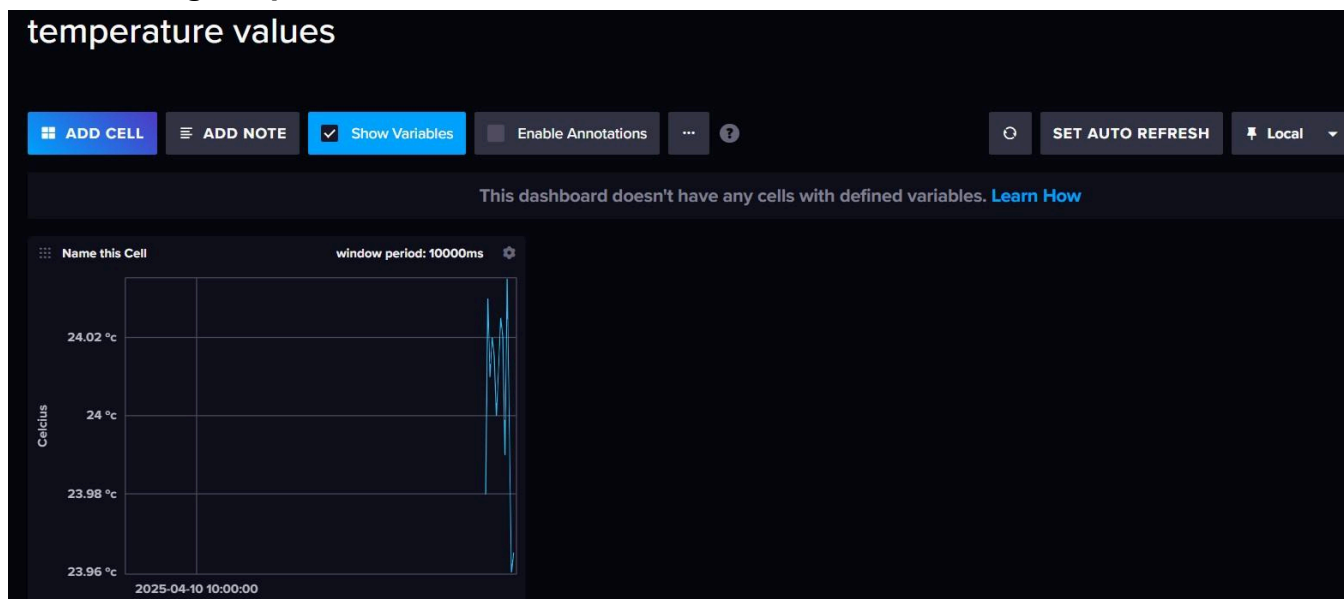 temperature values
ADD CELL
ADD NOTE
Show Variables
Enable Annotations
...
?
SET AUTO REFRESH
Local
This dashboard doesn't have any cells with defined variables. Learn How
Name this Cell
window period: 10000ms
24.02 °c
24 °c
23.98 °c
23.96 °c
Celcius
2025-04-10 10:00:00